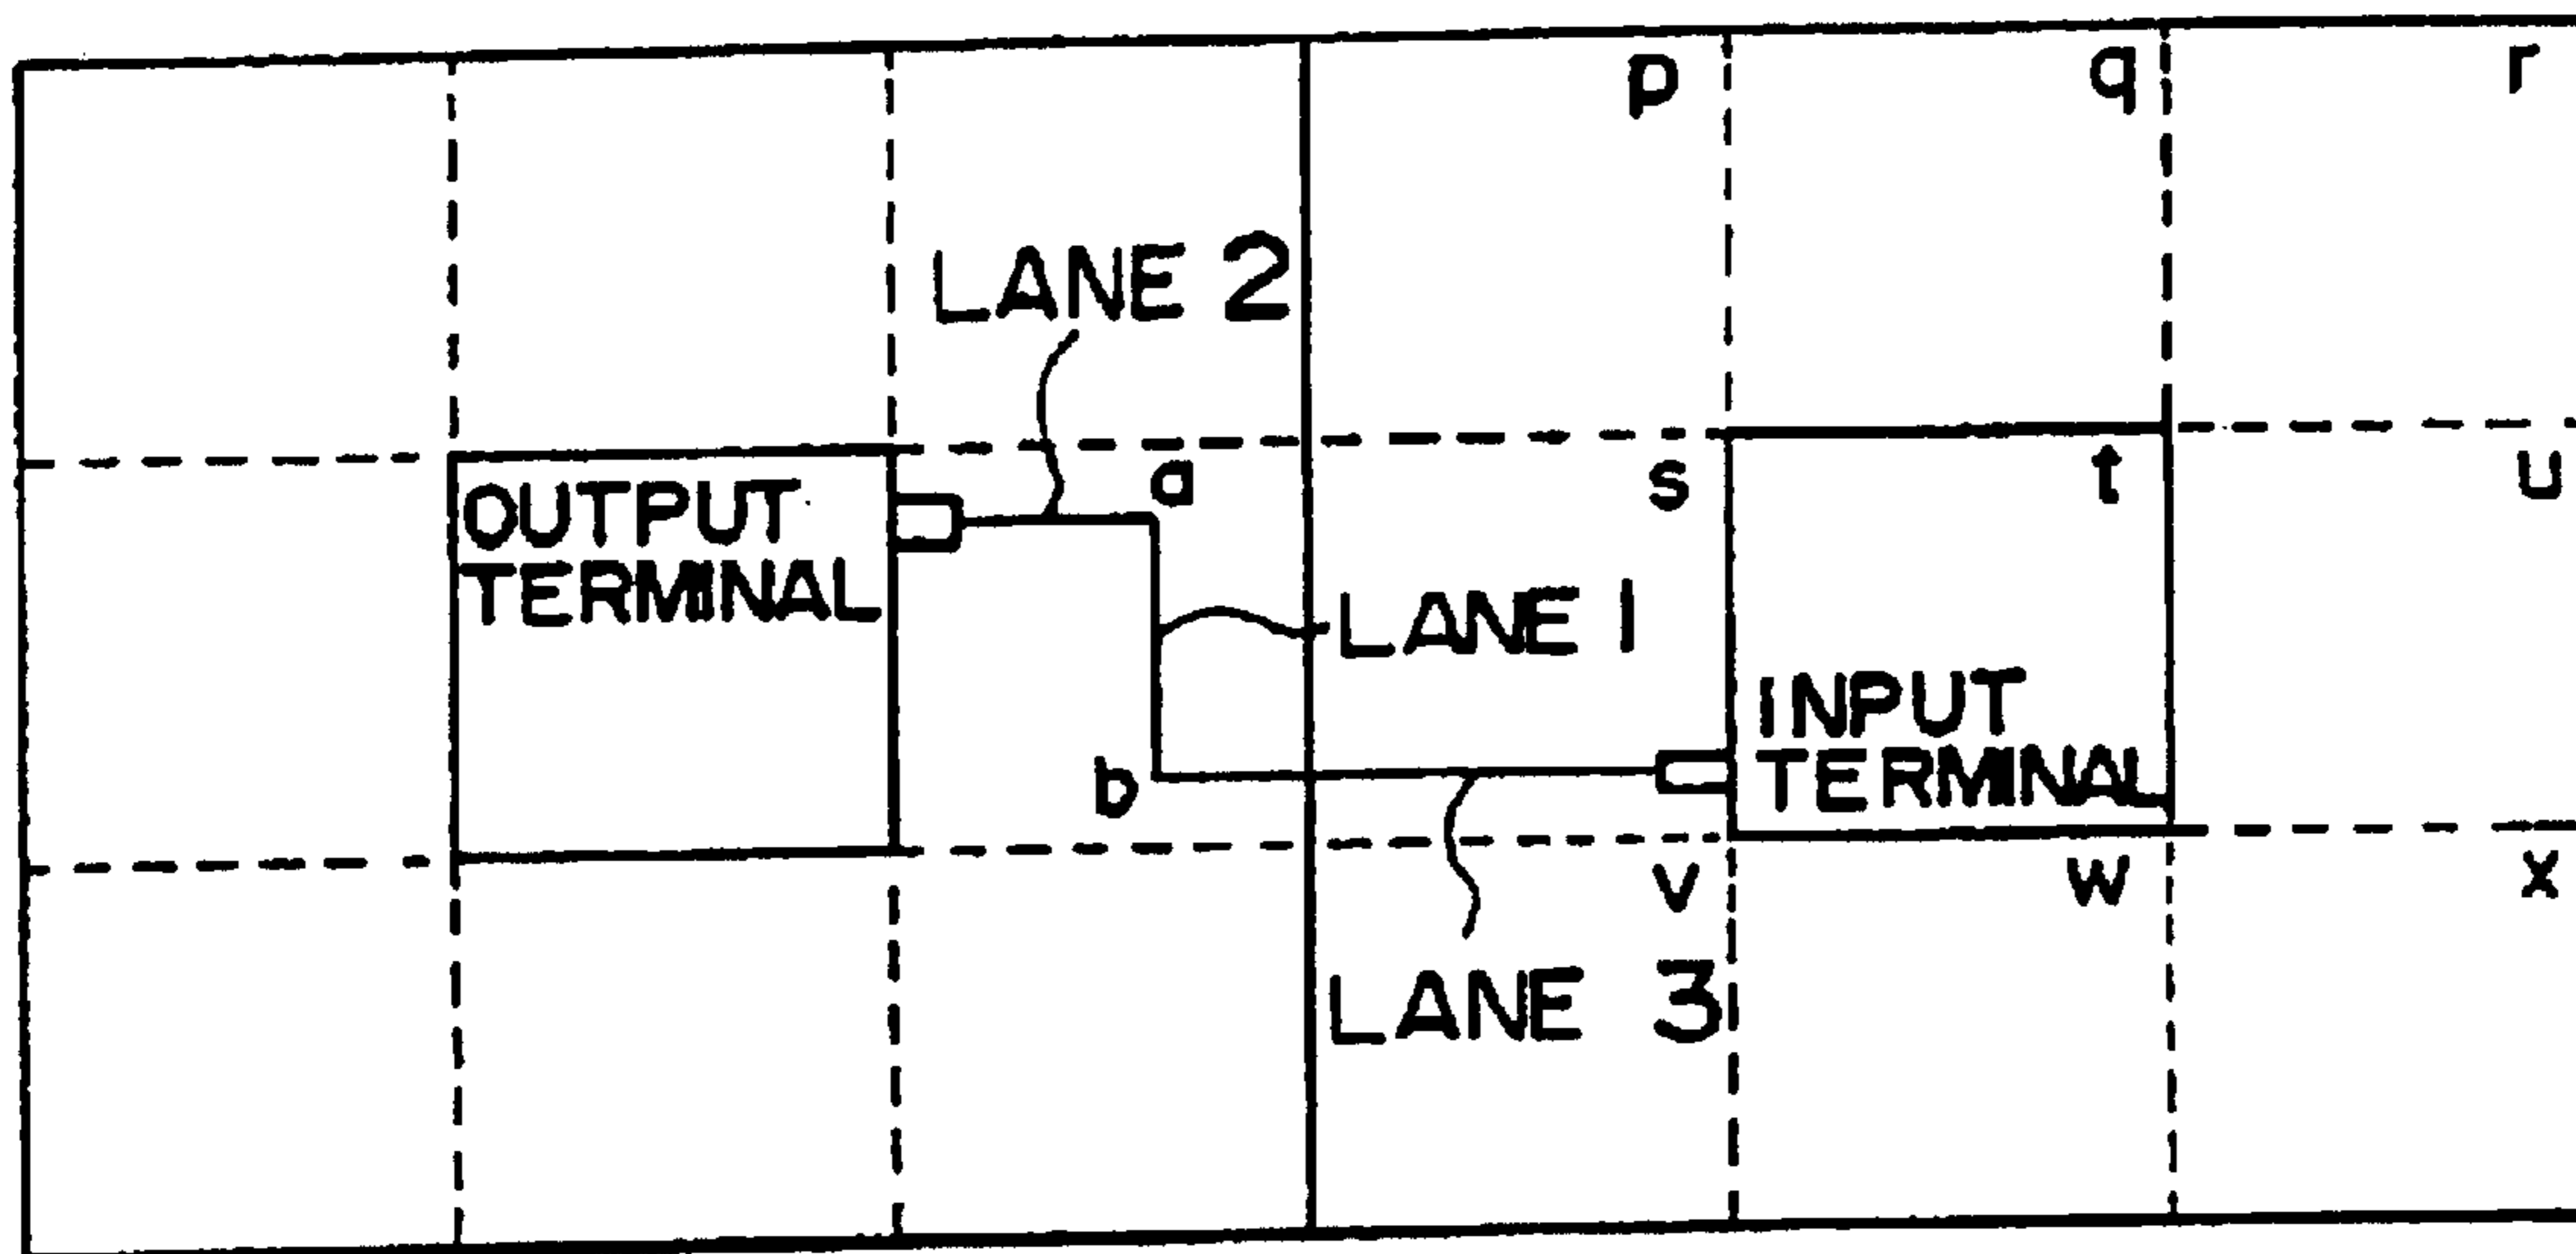 p q r
LANE 2
a s t u
OUTPUT
TERMINAL
LANE 1
INPUT
TERMINAL
b
v w x
LANE 3